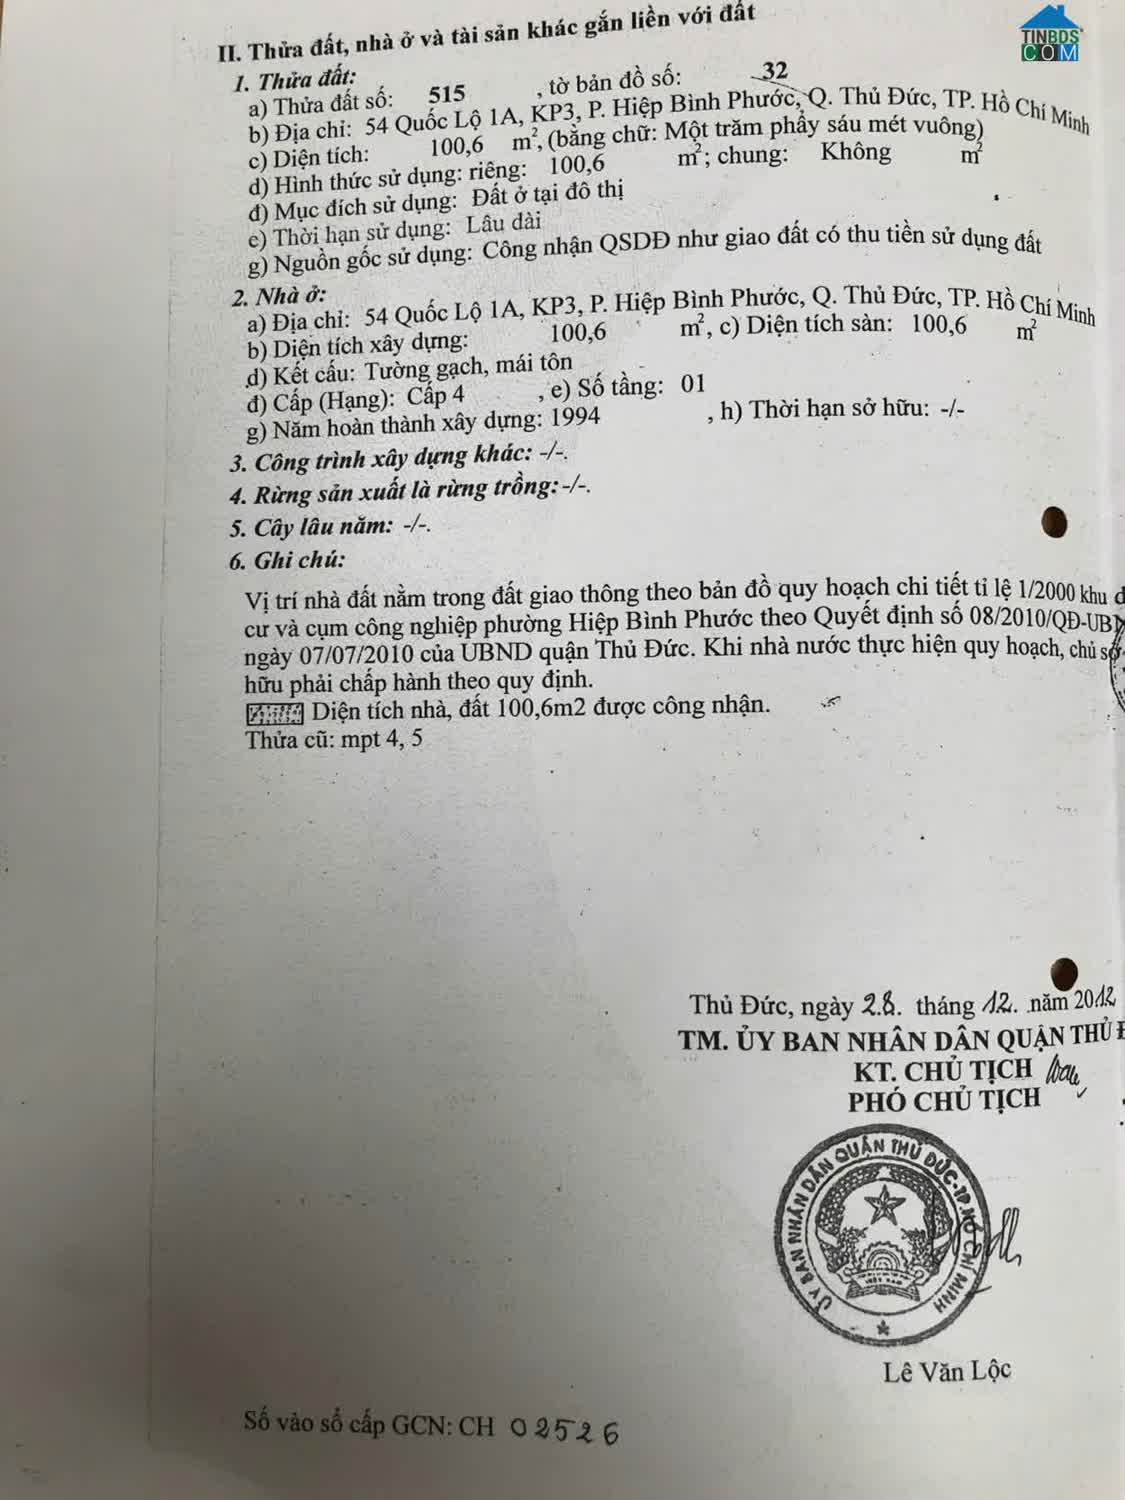 TINBDS
COM
II. Thửa đất, nhà ở và tài sản khác gắn liền với đất
1. Thửa đất:
a) Thửa đất số: 515 , tờ bản đồ số: 32
b) Địa chỉ: 54 Quốc Lộ 1A, KP3, P. Hiệp Bình Phước, Q. Thủ Đức, TP. Hồ Chí Minh
c) Diện tích: 100,6 m², (bằng chữ: Một trăm phẩy sáu mét vuông)
d) Hình thức sử dụng: riêng: 100,6 m²; chung: Không m²
đ) Mục đích sử dụng: Đất ở tại đô thị
e) Thời hạn sử dụng: Lâu dài
g) Nguồn gốc sử dụng: Công nhận QSDĐ như giao đất có thu tiền sử dụng đất
2. Nhà ở:
a) Địa chỉ: 54 Quốc Lộ 1A, KP3, P. Hiệp Bình Phước, Q. Thủ Đức, TP. Hồ Chí Minh
b) Diện tích xây dựng: 100,6 m², c) Diện tích sàn: 100,6 m²
d) Kết cấu: Tường gạch, mái tôn
đ) Cấp (Hạng): Cấp 4 , e) Số tầng: 01
g) Năm hoàn thành xây dựng: 1994 , h) Thời hạn sở hữu: -/-
3. Công trình xây dựng khác: -/-.
4. Rừng sản xuất là rừng trồng: -/-.
5. Cây lâu năm: -/-.
6. Ghi chú:
Vị trí nhà đất nằm trong đất giao thông theo bản đồ quy hoạch chi tiết tỉ lệ 1/2000 khu
cư và cụm công nghiệp phường Hiệp Bình Phước theo Quyết định số 08/2010/QĐ-UB
ngày 07/07/2010 của UBND quận Thủ Đức. Khi nhà nước thực hiện quy hoạch, chủ sở
hữu phải chấp hành theo quy định.
Diện tích nhà, đất 100,6m2 được công nhận.
Thửa cũ: mpt 4, 5
Thủ Đức, ngày 28. tháng 12. năm 2012
TM. ỦY BAN NHÂN DÂN QUẬN THỦ
KT. CHỦ TỊCH
PHÓ CHỦ TỊCH
ỦY BAN NHÂN DÂN QUẬN THỦ ĐỨC-TP.HỒ CHÍ MINH
Lê Văn Lộc
Số vào sổ cấp GCN: CH 02526